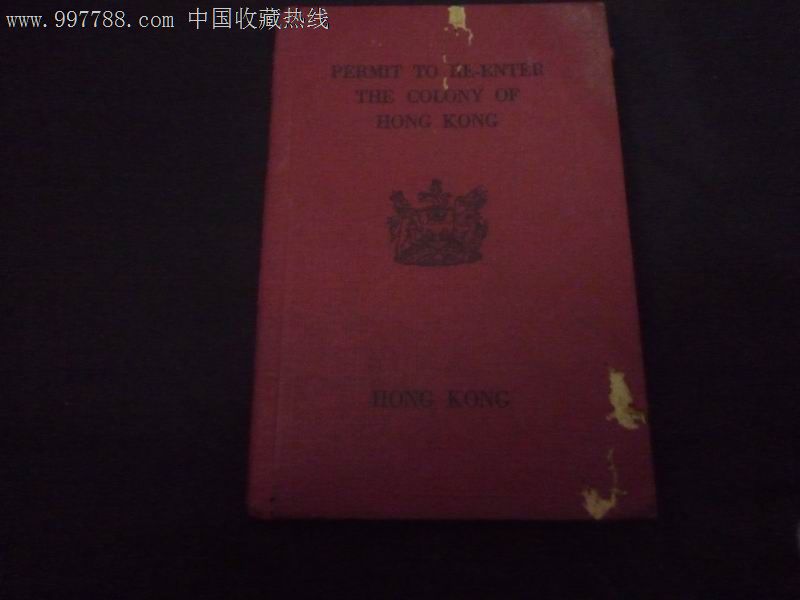 www.997788.com 中国收藏热线
PERMIT TO RE-ENTER
THE COLONY OF
HONG KONG
HONG KONG